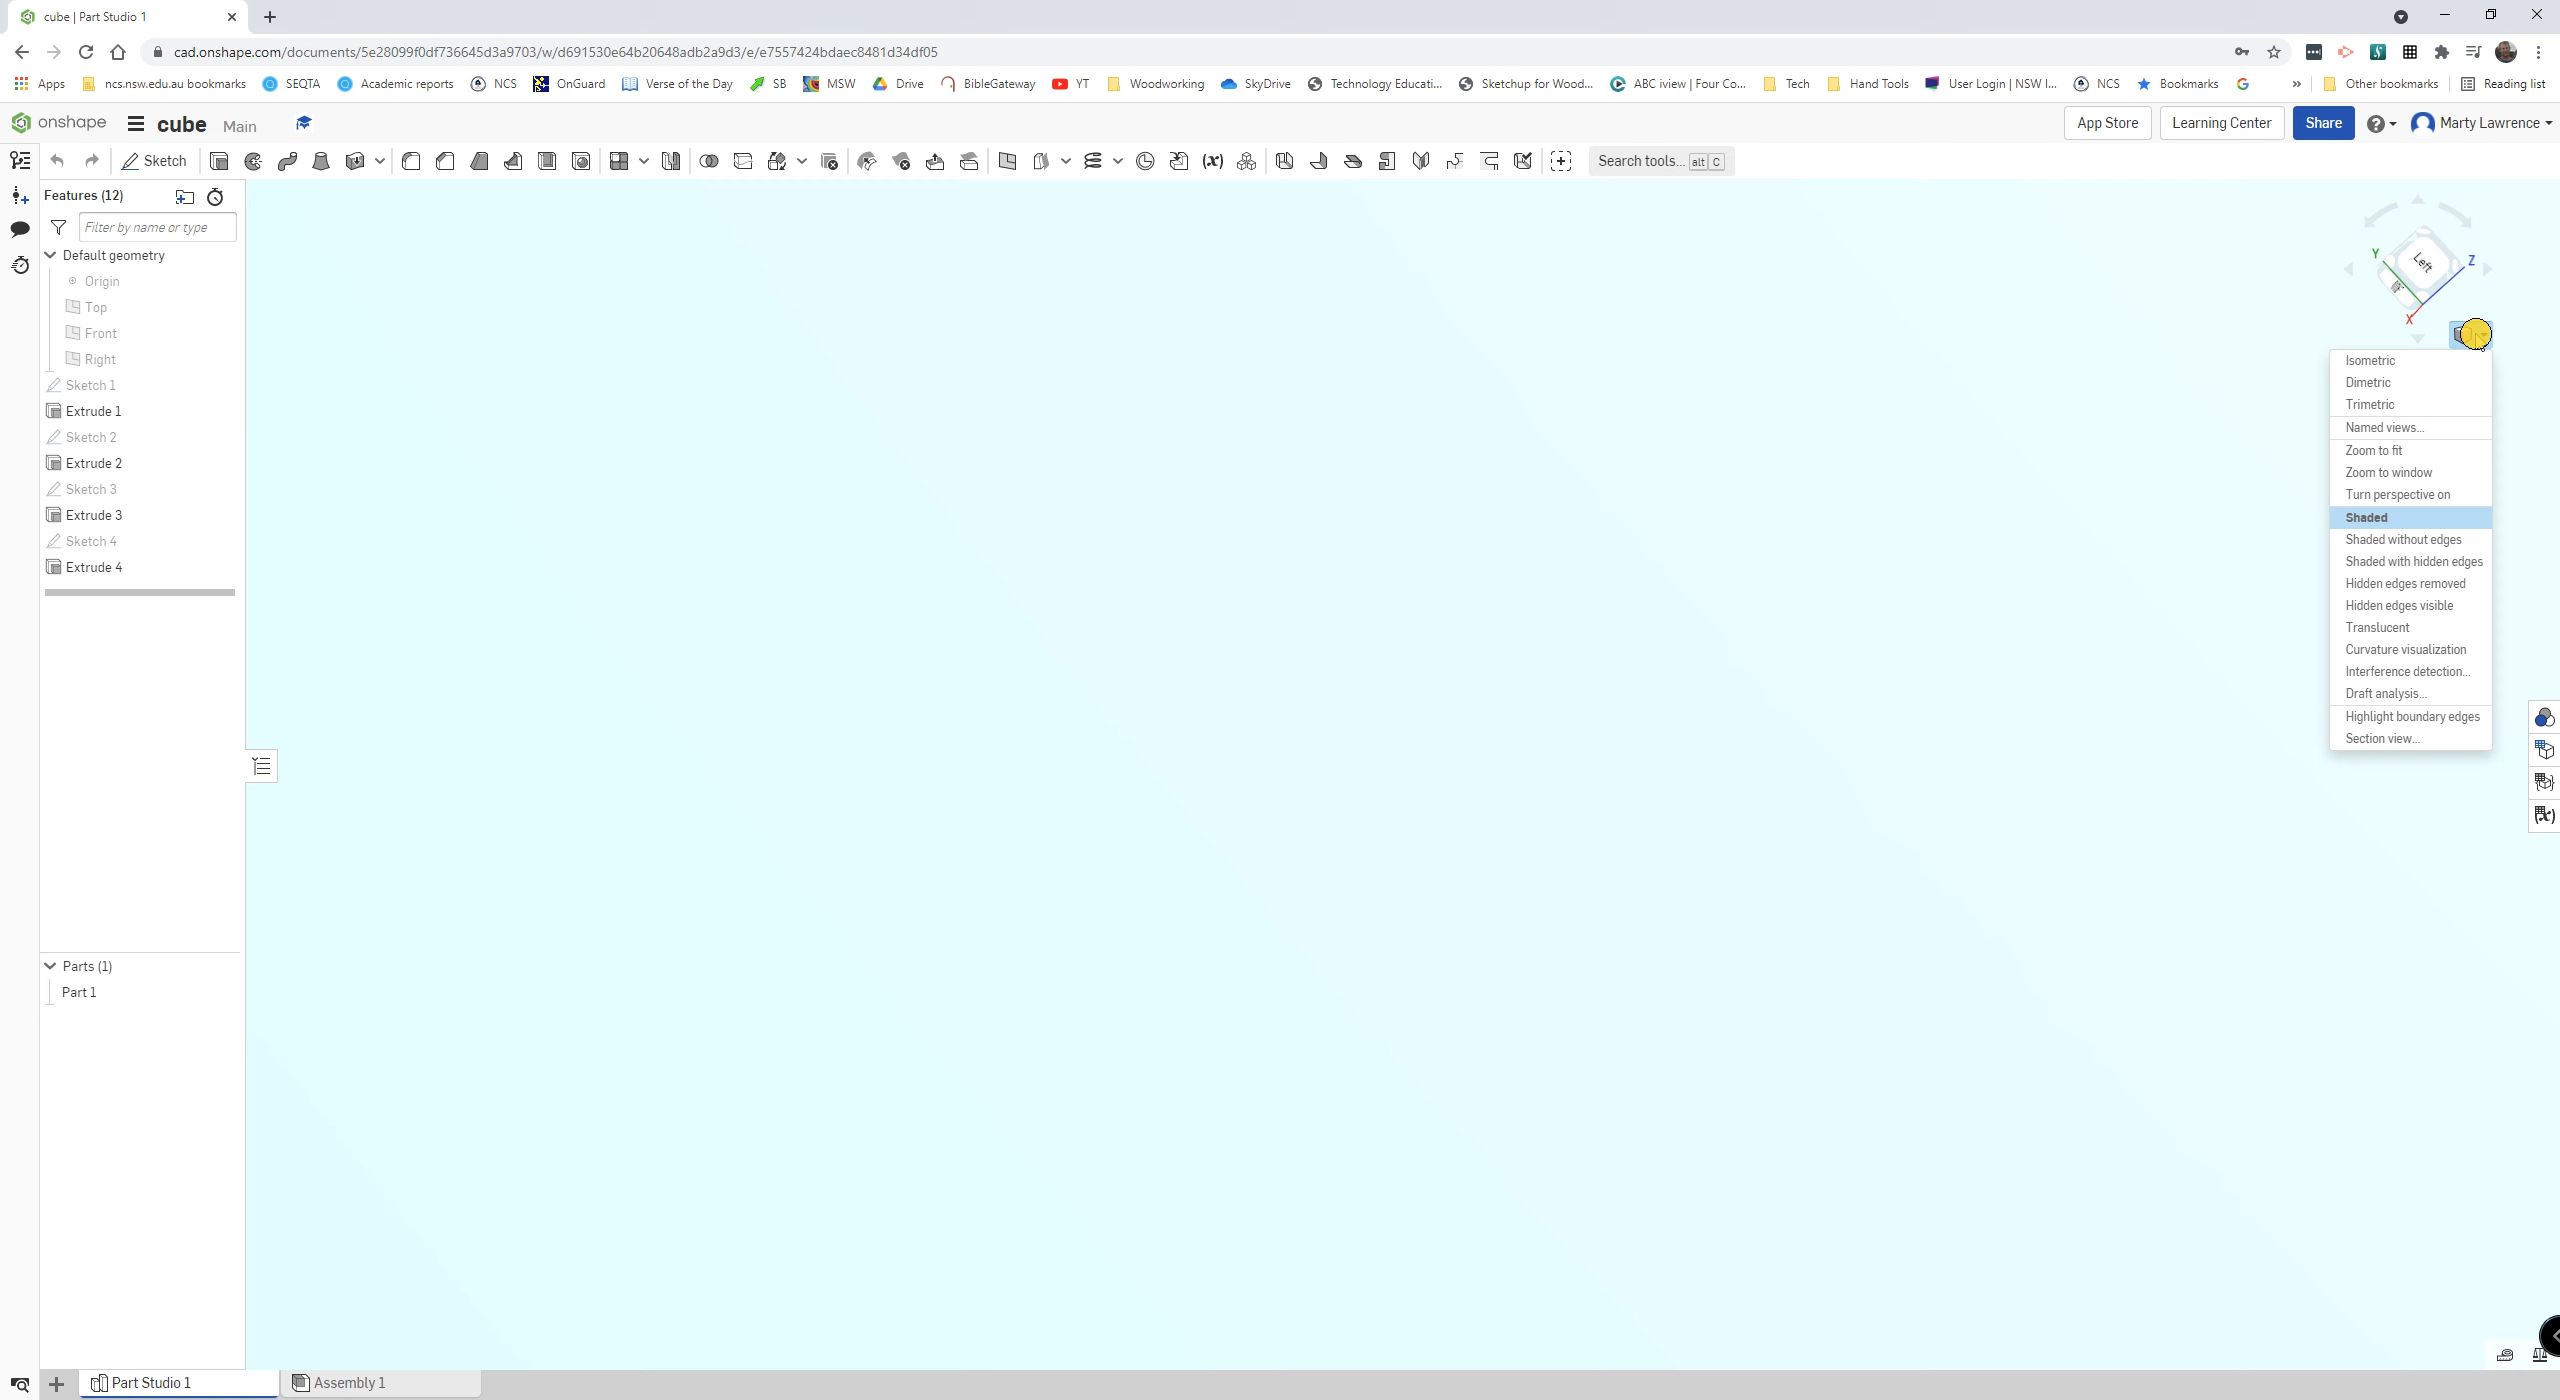 cube | Part Studio 1
cad.onshape.com/documents/5e28099f0df736645d3a9703/w/d691530e64b20648adb2a9d3/e/e7557424bdaec8481d34df05
Apps ncs.nsw.edu.au bookmarks SEQTA Academic reports NCS OnGuard Verse of the Day SB MSW Drive BibleGateway YT Woodworking SkyDrive Technology Educati... Sketchup for Wood... ABC iview | Four Co... Tech Hand Tools User Login | NSW I... NCS Bookmarks » Other bookmarks Reading list
onshape cube Main App Store Learning Center Share Marty Lawrence
Sketch (x) Search tools... alt C
Features (12)
Filter by name or type
Default geometry
Origin
Top
Front
Right
Sketch 1
Extrude 1
Sketch 2
Extrude 2
Sketch 3
Extrude 3
Sketch 4
Extrude 4
Parts (1)
Part 1
Y
Left
Z
X
Isometric
Dimetric
Trimetric
Named views...
Zoom to fit
Zoom to window
Turn perspective on
Shaded
Shaded without edges
Shaded with hidden edges
Hidden edges removed
Hidden edges visible
Translucent
Curvature visualization
Interference detection...
Draft analysis...
Highlight boundary edges
Section view...
(x)
Part Studio 1 Assembly 1